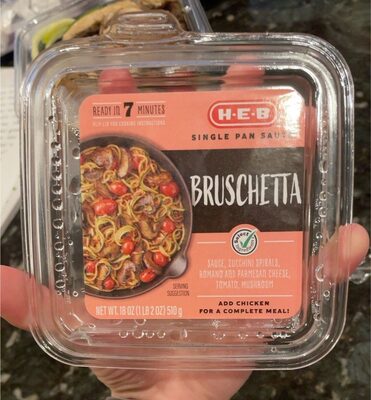 READY IN 7 MINUTES
H-E-B
SINGLE PAN SAUTÉ
BRUSCHETTA
SAUCE, ZUCCHINI SPIRALS,
ROMANO AND PARMESAN CHEESE,
TOMATO, MUSHROOM
SERVING
SUGGESTION
ADD CHICKEN
FOR A COMPLETE MEAL!
NET WT. 18 OZ (1 LB 2 OZ) 510 g